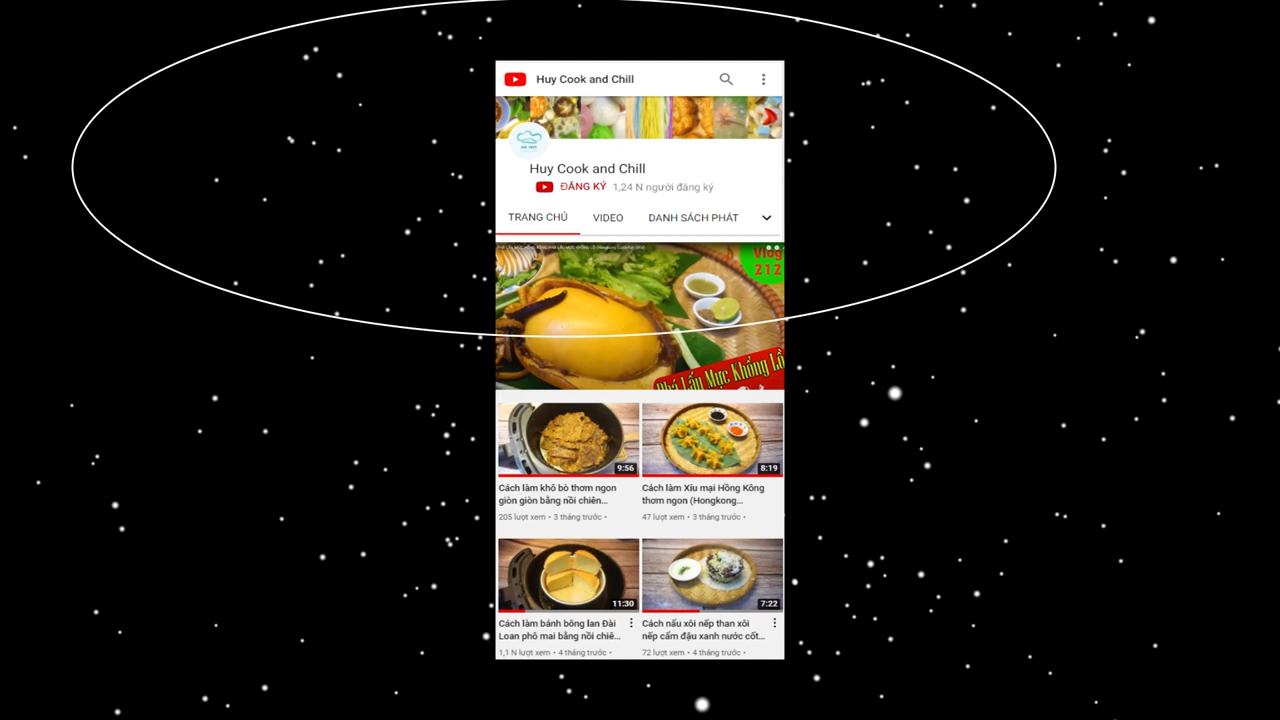 Huy Cook and Chill
Huy Cook and Chill
ĐĂNG KÝ 1,24 N người đăng ký
TRANG CHỦ VIDEO DANH SÁCH PHÁT
Vlog
212
Phá Lấu Mực Khổng Lồ
9:56
8:19
Cách làm khô bò thơm ngon
giòn giòn bằng nồi chiên...
205 lượt xem • 3 tháng trước •
Cách làm Xíu mại Hồng Kông
thơm ngon (Hongkong...
47 lượt xem • 3 tháng trước •
11:30
7:22
Cách làm bánh bông lan Đài
Loan phô mai bằng nồi chiê...
1,1 N lượt xem • 4 tháng trước •
Cách nấu xôi nếp than xôi
nếp cẩm đậu xanh nước cốt...
72 lượt xem • 4 tháng trước •